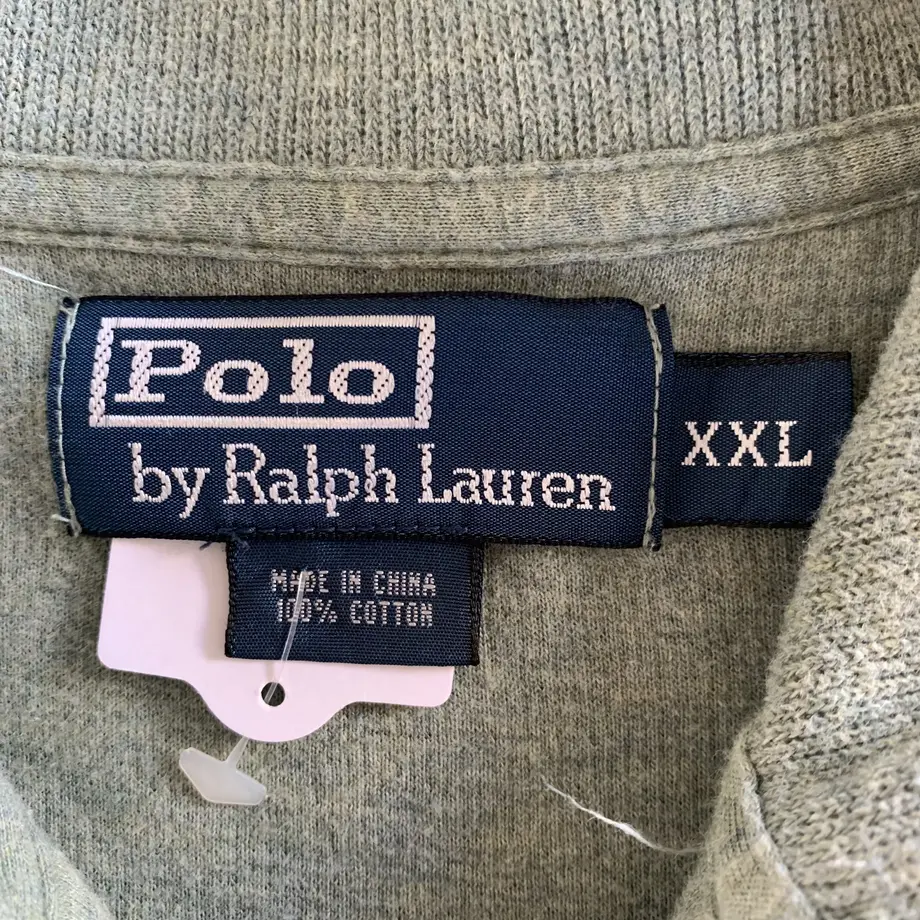 Polo
by Ralph Lauren
XXL
MADE IN CHINA
100% COTTON